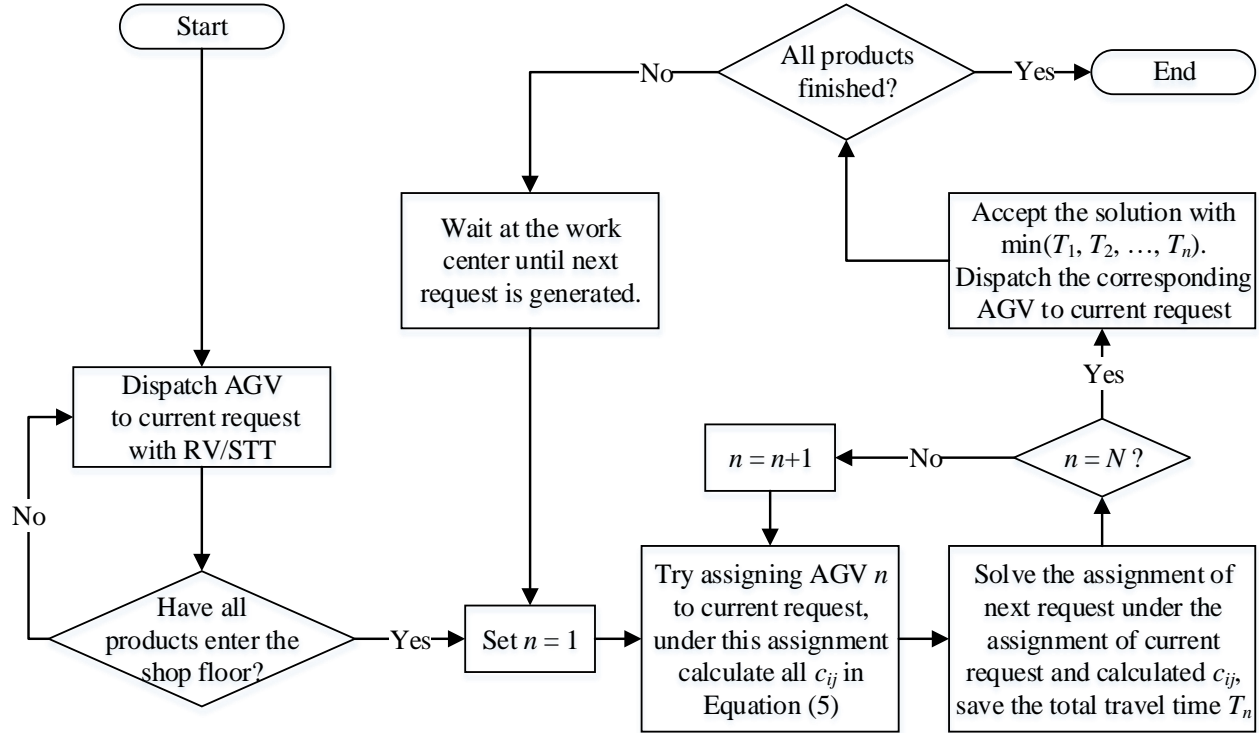 Start
Dispatch AGV
to current request
with RV/STT
No
Have all
products enter the
shop floor?
Yes
Set n = 1
Try assigning AGV n
to current request,
under this assignment
calculate all cij in
Equation (5)
Solve the assignment of
next request under the
assignment of current
request and calculated cij,
save the total travel time Tn
n = N ?
No
n = n+1
Yes
Accept the solution with
min(T1, T2, …, Tn).
Dispatch the corresponding
AGV to current request
All products
finished?
No
Wait at the work
center until next
request is generated.
Yes
End